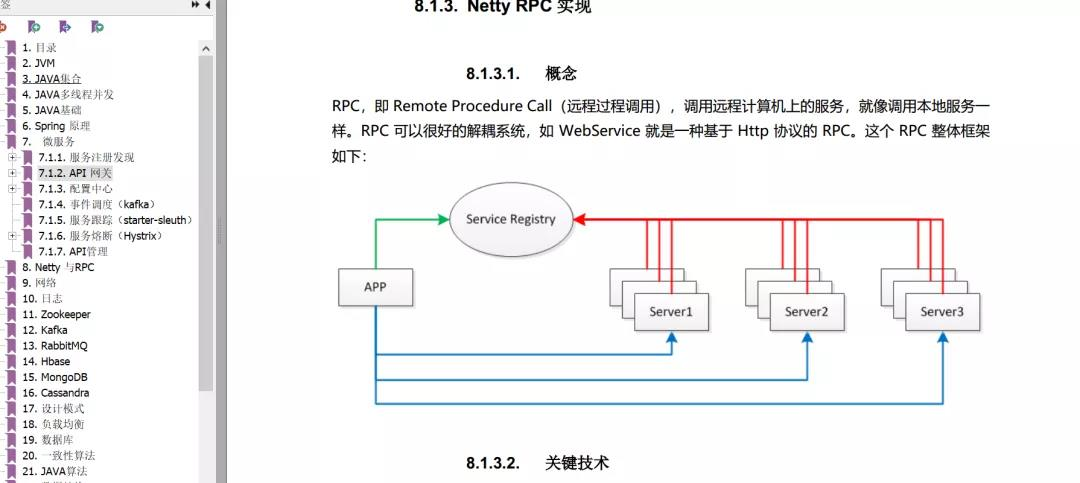 签
1. 目录
2. JVM
3. JAVA集合
4. JAVA多线程并发
5. JAVA基础
6. Spring 原理
7. 微服务
7.1.1. 服务注册发现
7.1.2. API 网关
7.1.3. 配置中心
7.1.4. 事件调度（kafka）
7.1.5. 服务跟踪（starter-sleuth）
7.1.6. 服务熔断（Hystrix）
7.1.7. API管理
8. Netty 与RPC
9. 网络
10. 日志
11. Zookeeper
12. Kafka
13. RabbitMQ
14. Hbase
15. MongoDB
16. Cassandra
17. 设计模式
18. 负载均衡
19. 数据库
20. 一致性算法
21. JAVA算法
8.1.3. Netty RPC 实现
8.1.3.1. 概念
RPC，即 Remote Procedure Call（远程过程调用），调用远程计算机上的服务，就像调用本地服务一
样。RPC 可以很好的解耦系统，如 WebService 就是一种基于 Http 协议的 RPC。这个 RPC 整体框架
如下：
Service Registry
APP
Server1
Server2
Server3
8.1.3.2. 关键技术